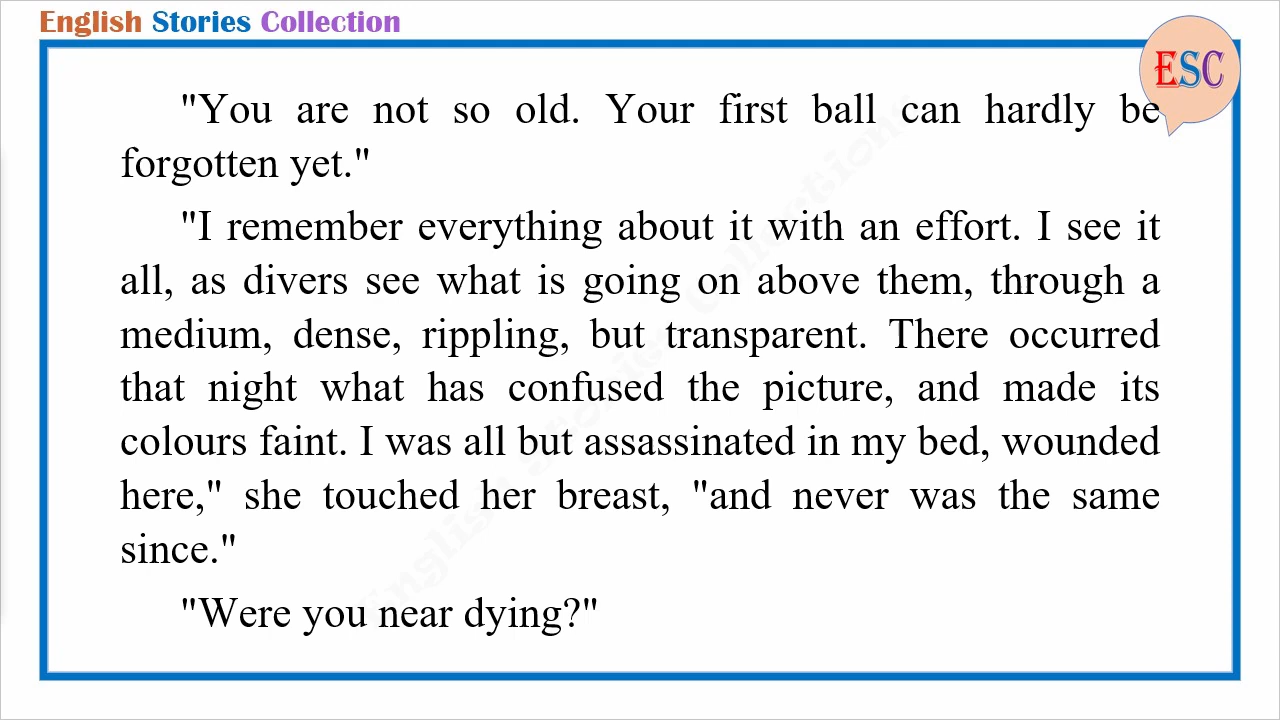 English Stories Collection
ESC
"You are not so old. Your first ball can hardly be
forgotten yet."
"I remember everything about it with an effort. I see it
all, as divers see what is going on above them, through a
medium, dense, rippling, but transparent. There occurred
that night what has confused the picture, and made its
colours faint. I was all but assassinated in my bed, wounded
here," she touched her breast, "and never was the same
since."
"Were you near dying?"
English Stories Collections